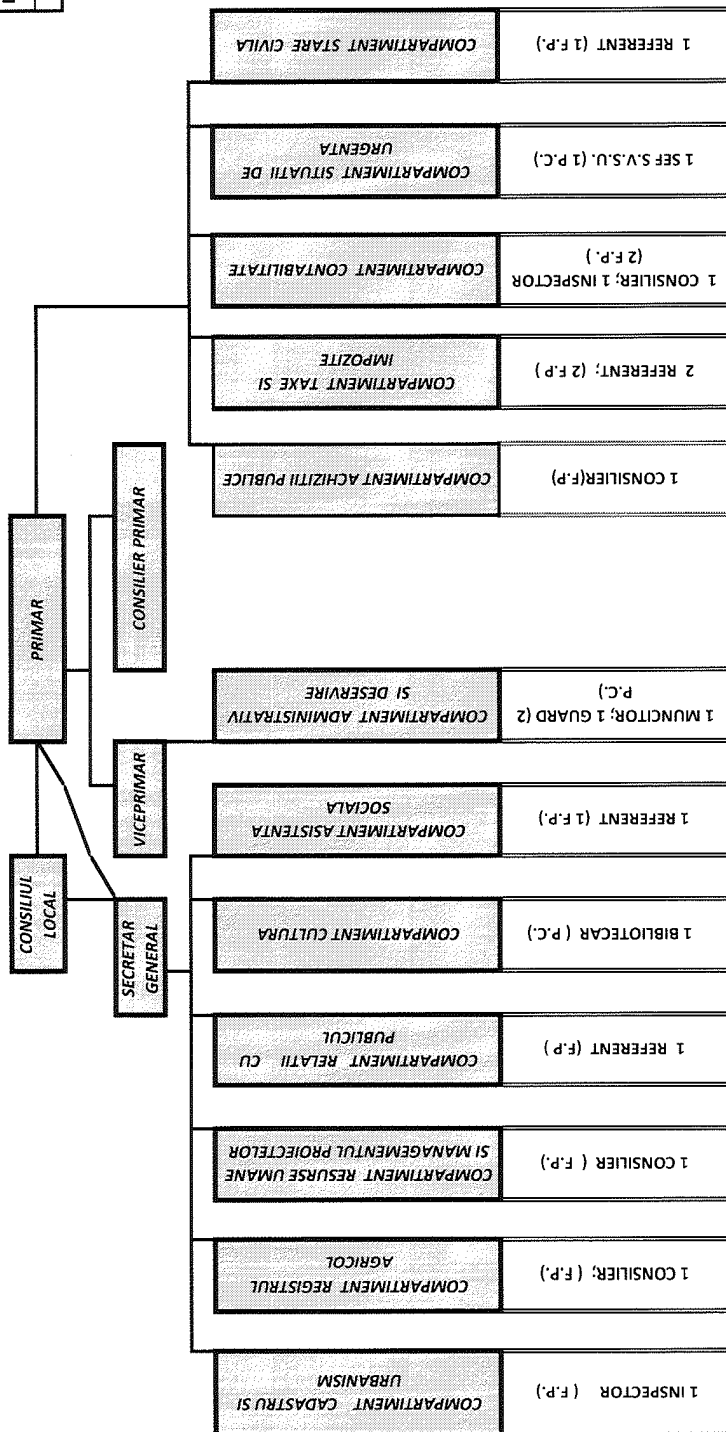 CONSILIUL
LOCAL
PRIMAR
SECRETAR
GENERAL
VICEPRIMAR
CONSILIER PRIMAR
COMPARTIMENT CADASTRU SI
URBANISM
1 INSPECTOR ( F.P.)
COMPARTIMENT REGISTRUL
AGRICOL
1 CONSILIER; ( F.P.)
COMPARTIMENT RESURSE UMANE
SI MANAGEMENTUL PROIECTELOR
1 CONSILIER ( F.P.)
COMPARTIMENT RELATII CU
PUBLICUL
1 REFERENT (F.P )
COMPARTIMENT CULTURA
1 BIBLIOTECAR ( P.C.)
COMPARTIMENT ASISTENTA
SOCIALA
1 REFERENT (1 F.P.)
COMPARTIMENT ADMINISTRATIV
SI DESERVIRE
1 MUNCITOR; 1 GUARD (2
P.C.)
COMPARTIMENT ACHIZITII PUBLICE
1 CONSILIER(F.P)
COMPARTIMENT TAXE SI
IMPOZITE
2 REFERENT; (2 F.P )
COMPARTIMENT CONTABILITATE
1 CONSILIER; 1 INSPECTOR
(2 F.P. )
COMPARTIMENT SITUATII DE
URGENTA
1 SEF S.V.S.U. (1 P.C.)
COMPARTIMENT STARE CIVILA
1 REFERENT (1 F.P.)